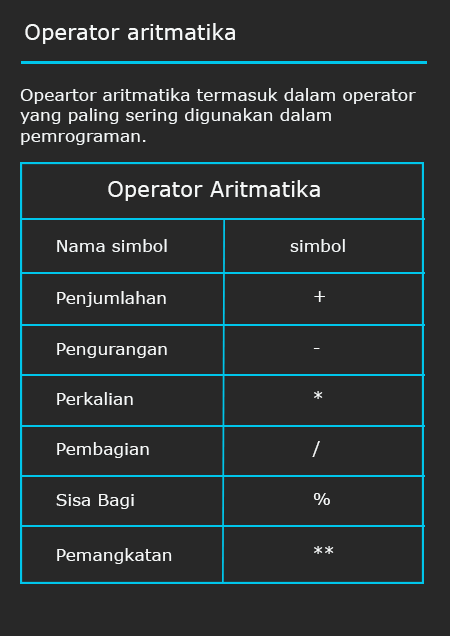 Operator aritmatika
Opeartor aritmatika termasuk dalam operator
yang paling sering digunakan dalam
pemrograman.
Operator Aritmatika
Nama simbol simbol
Penjumlahan +
Pengurangan -
Perkalian *
Pembagian /
Sisa Bagi %
Pemangkatan **